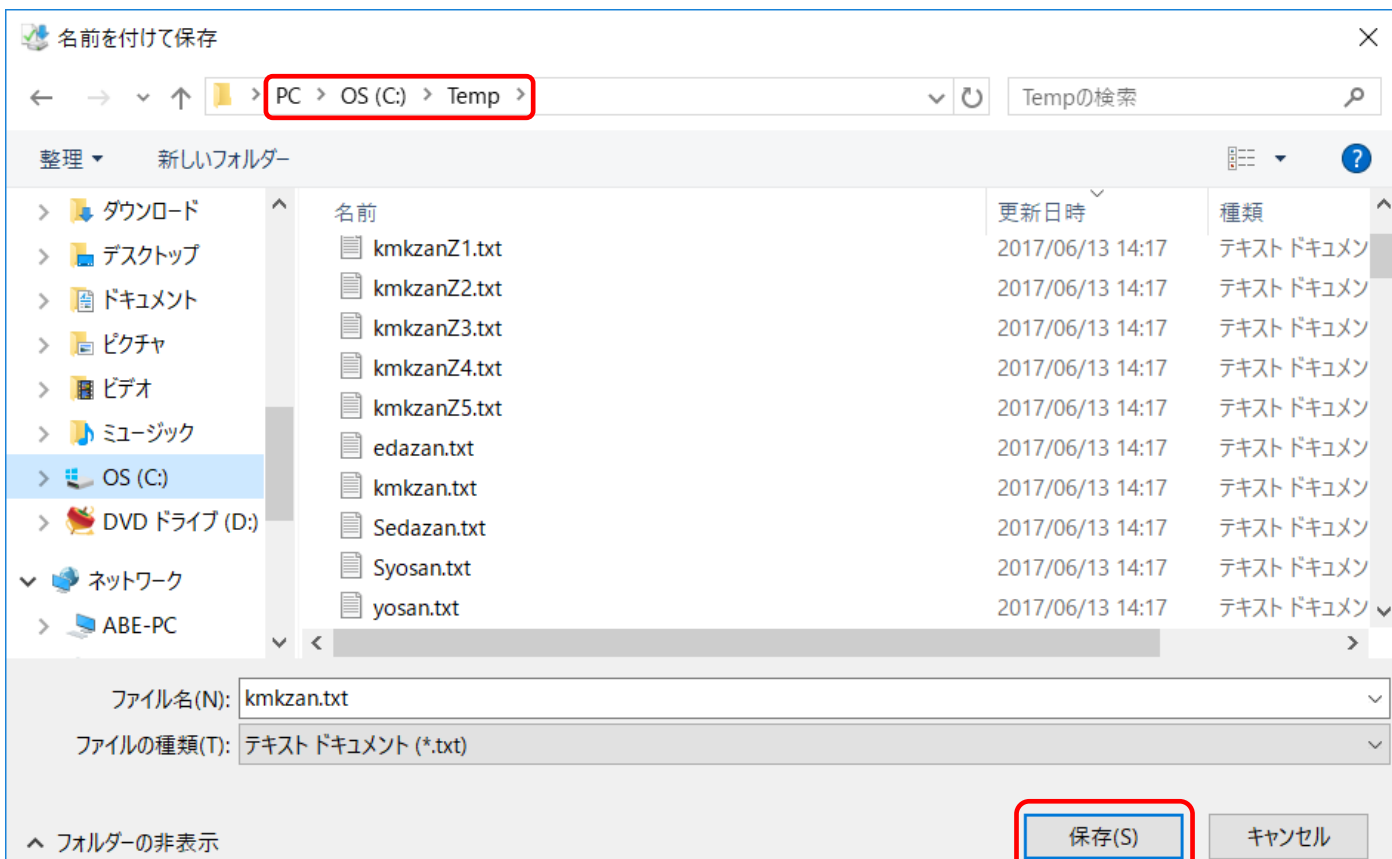 名前を付けて保存
PC > OS (C:) > Temp >
Tempの検索
整理 新しいフォルダー
名前 更新日時 種類
ダウンロード
デスクトップ
ドキュメント
ピクチャ
ビデオ
ミュージック
OS (C:)
DVD ドライブ (D:)
ネットワーク
ABE-PC
kmkzanZ1.txt 2017/06/13 14:17 テキスト ドキュメン
kmkzanZ2.txt 2017/06/13 14:17 テキスト ドキュメン
kmkzanZ3.txt 2017/06/13 14:17 テキスト ドキュメン
kmkzanZ4.txt 2017/06/13 14:17 テキスト ドキュメン
kmkzanZ5.txt 2017/06/13 14:17 テキスト ドキュメン
edazan.txt 2017/06/13 14:17 テキスト ドキュメン
kmkzan.txt 2017/06/13 14:17 テキスト ドキュメン
Sedazan.txt 2017/06/13 14:17 テキスト ドキュメン
Syosan.txt 2017/06/13 14:17 テキスト ドキュメン
yosan.txt 2017/06/13 14:17 テキスト ドキュメン
ファイル名(N): kmkzan.txt
ファイルの種類(T): テキスト ドキュメント (*.txt)
フォルダーの非表示
保存(S) キャンセル